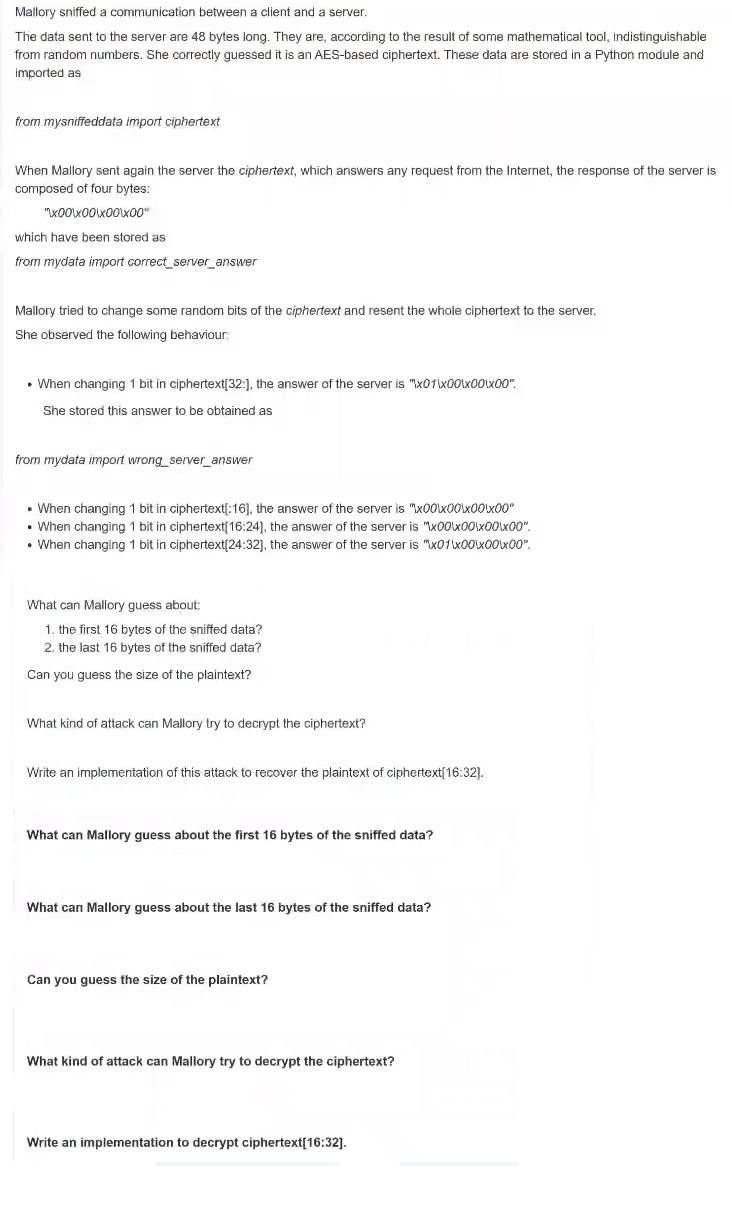 Mallory sniffed a communication between a client and a server.
The data sent to the server are 48 bytes long. They are, according to the result of some mathematical tool, indistinguishable
from random numbers. She correctly guessed it is an AES-based ciphertext. These data are stored in a Python module and
imported as
from mysniffeddata import ciphertext
When Mallory sent again the server the ciphertext, which answers any request from the Internet, the response of the server is
composed of four bytes:
"\x00\x00\x00\x00"
which have been stored as
from mydata import correct_server_answer
Mallory tried to change some random bits of the ciphertext and resent the whole ciphertext to the server.
She observed the following behaviour:
• When changing 1 bit in ciphertext[32:], the answer of the server is "\x01\x00\x00\x00".
She stored this answer to be obtained as
from mydata import wrong_server_answer
• When changing 1 bit in ciphertext[:16], the answer of the server is "\x00\x00\x00\x00"
• When changing 1 bit in ciphertext[16:24], the answer of the server is "\x00\x00\x00\x00".
• When changing 1 bit in ciphertext[24:32], the answer of the server is "\x01\x00\x00\x00".
What can Mallory guess about:
1. the first 16 bytes of the sniffed data?
2. the last 16 bytes of the sniffed data?
Can you guess the size of the plaintext?
What kind of attack can Mallory try to decrypt the ciphertext?
Write an implementation of this attack to recover the plaintext of ciphertext[16:32].
What can Mallory guess about the first 16 bytes of the sniffed data?
What can Mallory guess about the last 16 bytes of the sniffed data?
Can you guess the size of the plaintext?
What kind of attack can Mallory try to decrypt the ciphertext?
Write an implementation to decrypt ciphertext[16:32].